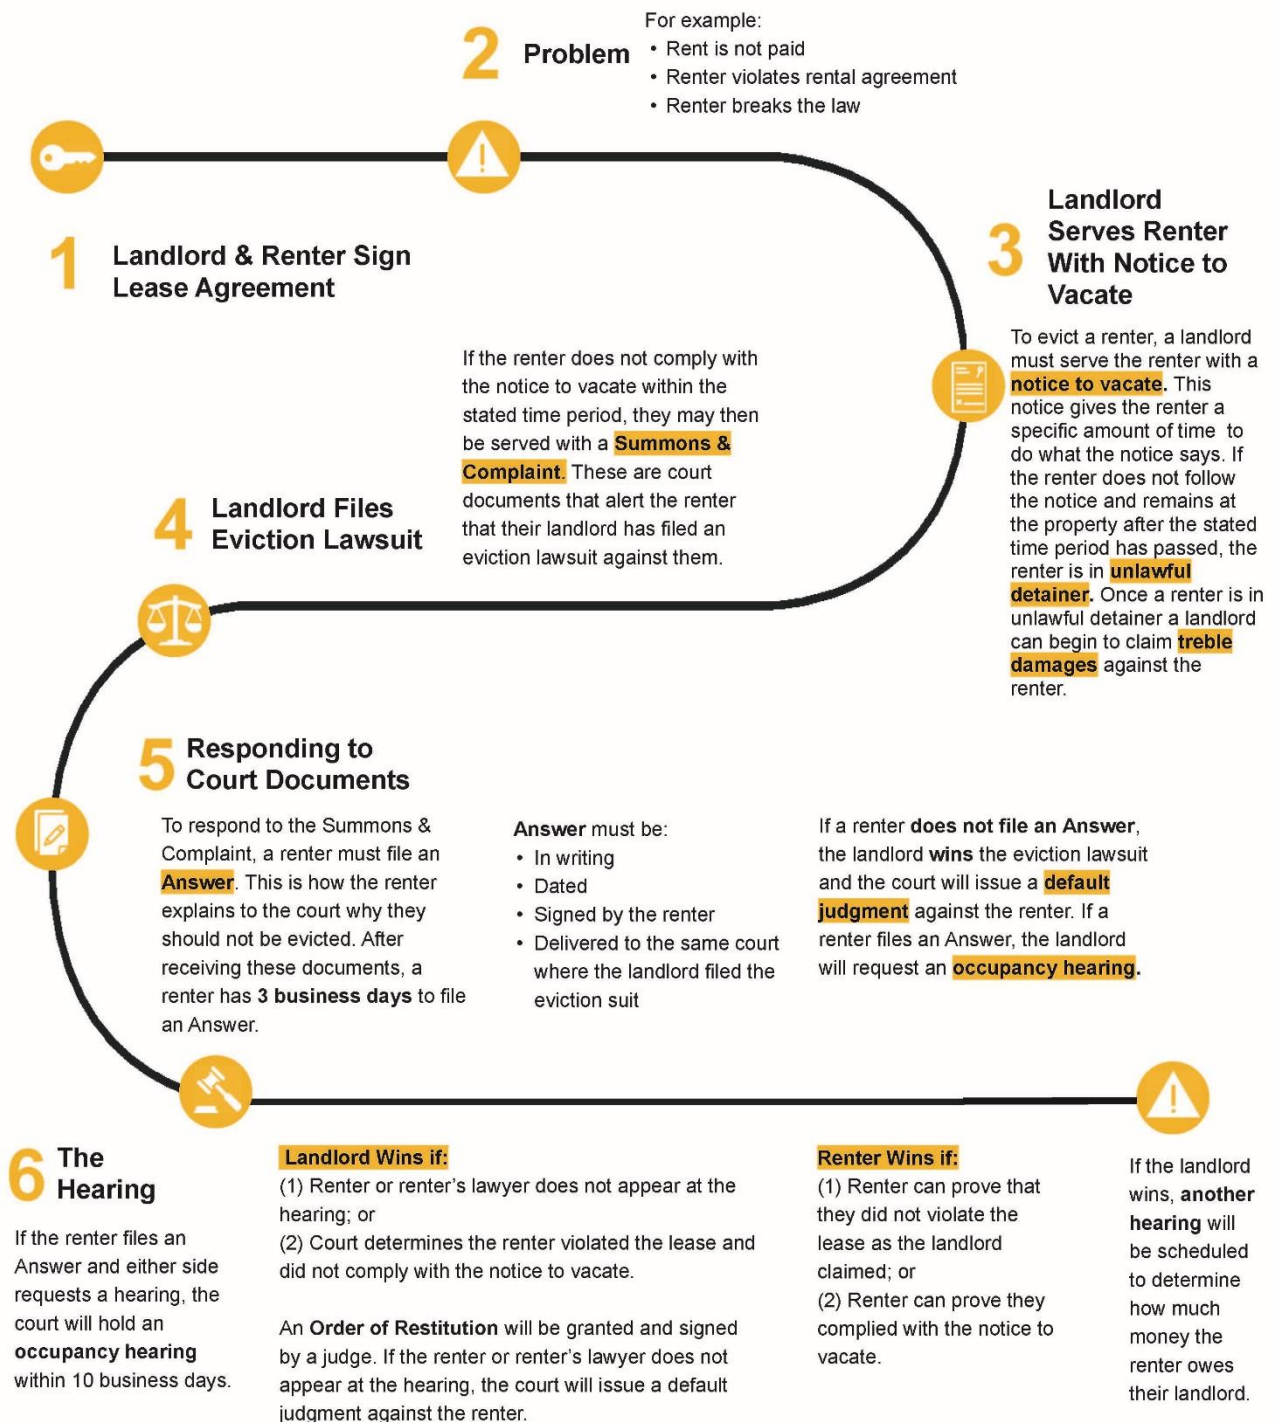 1
Landlord & Renter Sign
Lease Agreement
2
Problem
For example:
• Rent is not paid
• Renter violates rental agreement
• Renter breaks the law
3
Landlord
Serves Renter
With Notice to
Vacate
To evict a renter, a landlord
must serve the renter with a
notice to vacate. This
notice gives the renter a
specific amount of time to
do what the notice says. If
the renter does not follow
the notice and remains at
the property after the stated
time period has passed, the
renter is in unlawful
detainer. Once a renter is in
unlawful detainer a landlord
can begin to claim treble
damages against the
renter.
4
Landlord Files
Eviction Lawsuit
If the renter does not comply with
the notice to vacate within the
stated time period, they may then
be served with a Summons &
Complaint. These are court
documents that alert the renter
that their landlord has filed an
eviction lawsuit against them.
5
Responding to
Court Documents
To respond to the Summons &
Complaint, a renter must file an
Answer. This is how the renter
explains to the court why they
should not be evicted. After
receiving these documents, a
renter has 3 business days to file
an Answer.
Answer must be:
• In writing
• Dated
• Signed by the renter
• Delivered to the same court
where the landlord filed the
eviction suit
If a renter does not file an Answer,
the landlord wins the eviction lawsuit
and the court will issue a default
judgment against the renter. If a
renter files an Answer, the landlord
will request an occupancy hearing.
6
The
Hearing
If the renter files an
Answer and either side
requests a hearing, the
court will hold an
occupancy hearing
within 10 business days.
Landlord Wins if:
(1) Renter or renter's lawyer does not appear at the
hearing; or
(2) Court determines the renter violated the lease and
did not comply with the notice to vacate.
An Order of Restitution will be granted and signed
by a judge. If the renter or renter's lawyer does not
appear at the hearing, the court will issue a default
judgment against the renter.
Renter Wins if:
(1) Renter can prove that
they did not violate the
lease as the landlord
claimed; or
(2) Renter can prove they
complied with the notice to
vacate.
If the landlord
wins, another
hearing will
be scheduled
to determine
how much
money the
renter owes
their landlord.